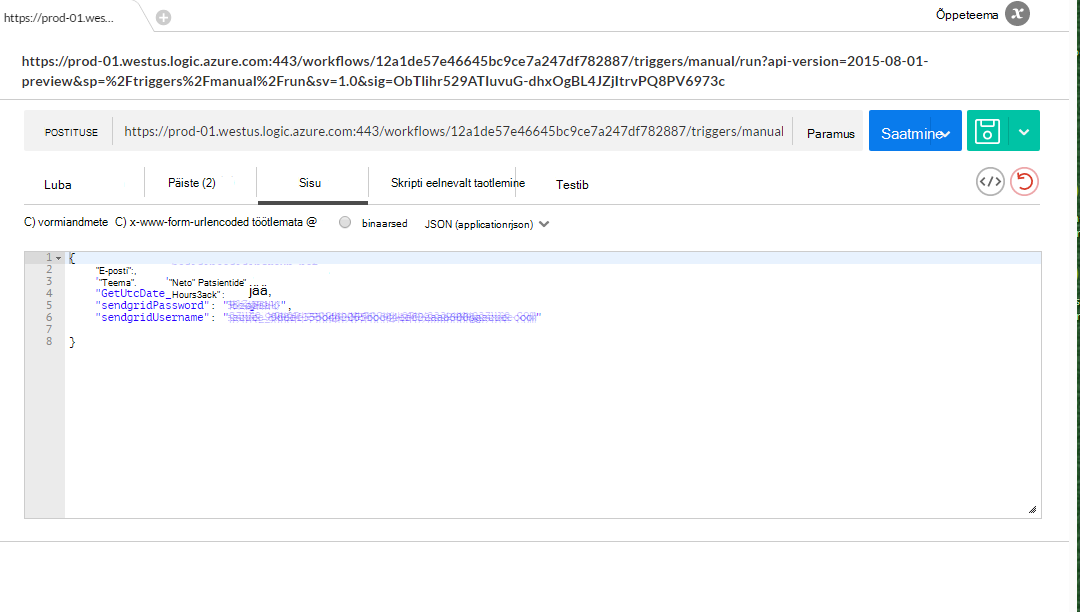 https://prod-01.wes...
Õppeteema
https://prod-01.westus.logic.azure.com:443/workflows/12a1de57e46645bc9ce7a247df782887/triggers/manual/run?api-version=2015-08-01-
preview&sp=%2Ftriggers%2Fmanual%2Frun&sv=1.0&sig=ObTlihr529ATIuvuG-dhxOgBL4JZjItrvPQ8PV6973c
POSTITUSE https://prod-01.westus.logic.azure.com:443/workflows/12a1de57e46645bc9ce7a247df782887/triggers/manual Paramus Saatmine
Luba Päiste (2) Sisu Skripti eelnevalt taotlemine Testib
C) vormiandmete C) x-www-form-urlencoded töötlemata @ binaarsed JSON (applicationrjson)
1 {
2 "E-posti":,
3 "Teema". "Neto" Patsientide"
4 "GetUtcDate_Hours3ack": jää,
5 "sendgridPassword": " ",
6 "sendgridUsername": " "
7
8 }